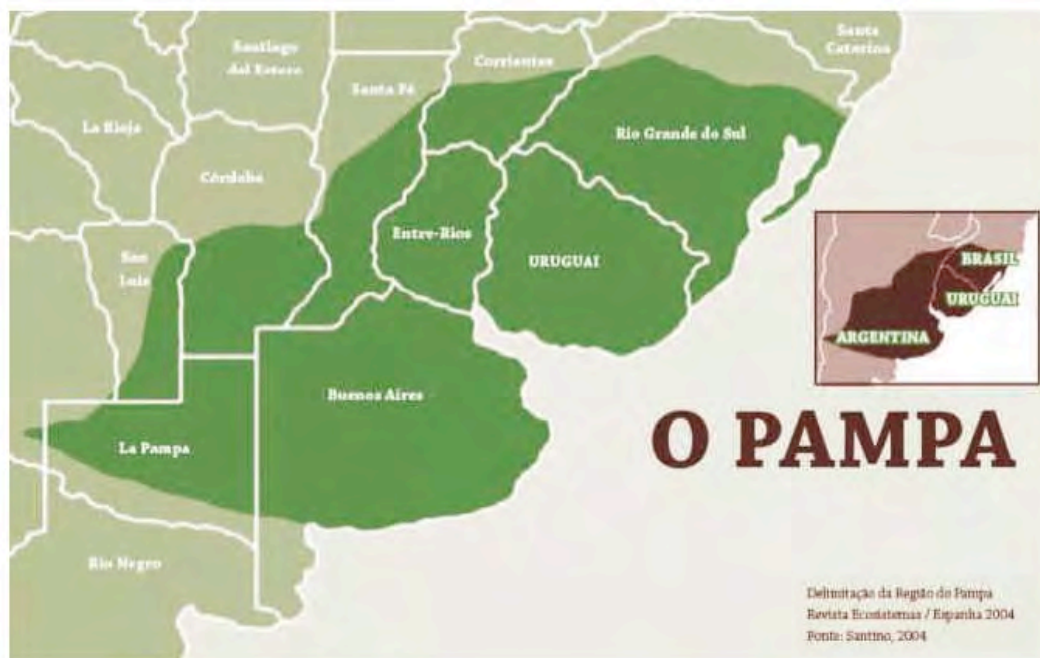 Santiago
del Estero
Santa
Catarina
Corrientes
Santa Fé
La Rioja
Rio Grande do Sul
Córdoba
Entre-Rios
URUGUAI
San
Luis
BRASIL
URUGUAI
ARGENTINA
Buenos Aires
O PAMPA
La Pampa
Rio Negro
Delimitação da Região do Pampa
Revista Ecosistemas / Espanha 2004
Fonte: Santino, 2004